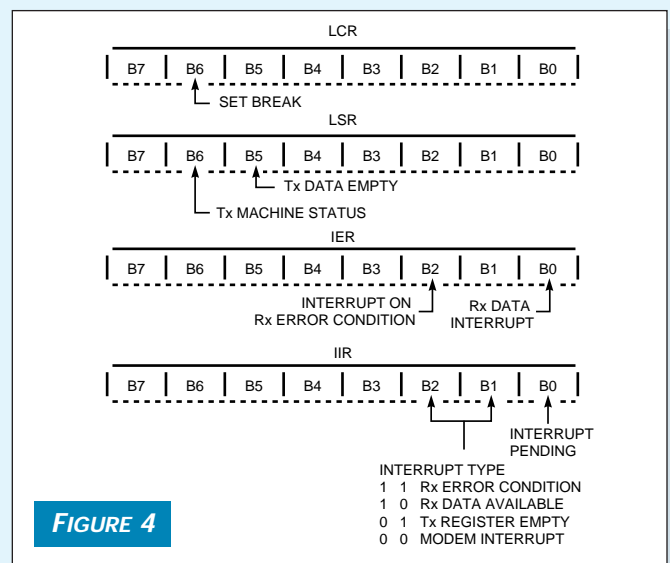 LCR
B7 B6 B5 B4 B3 B2 B1 B0
SET BREAK
LSR
B7 B6 B5 B4 B3 B2 B1 B0
Tx DATA EMPTY
Tx MACHINE STATUS
IER
B7 B6 B5 B4 B3 B2 B1 B0
INTERRUPT ON
Rx ERROR CONDITION
Rx DATA
INTERRUPT
IIR
B7 B6 B5 B4 B3 B2 B1 B0
INTERRUPT
PENDING
INTERRUPT TYPE
1 1 Rx ERROR CONDITION
1 0 Rx DATA AVAILABLE
0 1 Tx REGISTER EMPTY
0 0 MODEM INTERRUPT
FIGURE 4